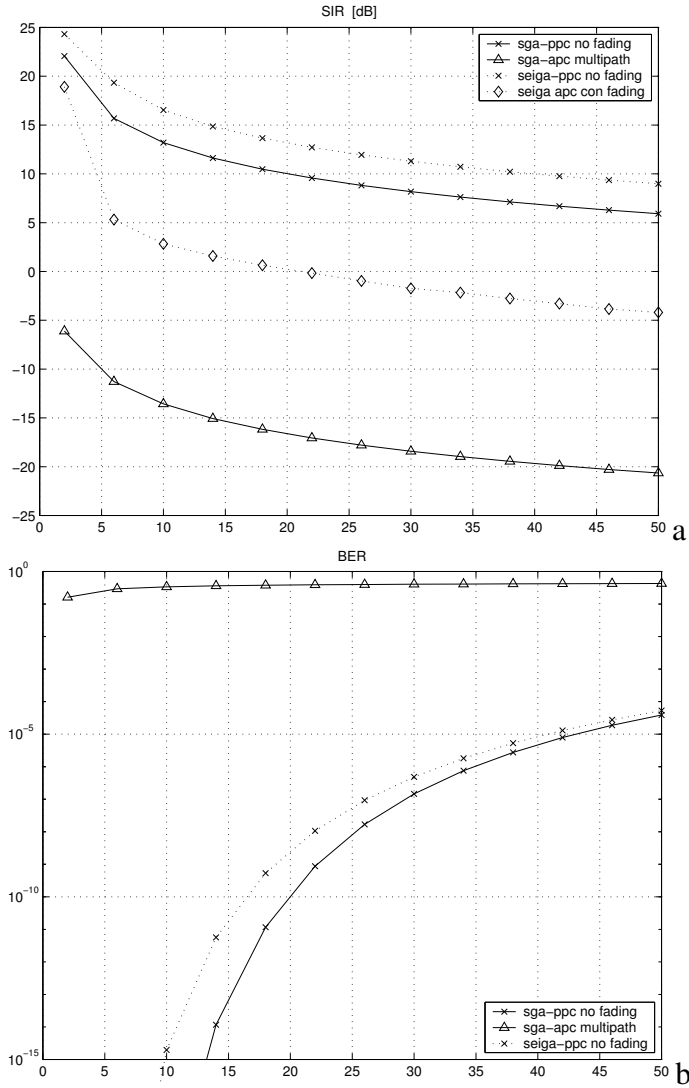 SIR [dB]
25
20
15
10
5
0
−5
−10
−15
−20
−25
sga−ppc no fading
sga−apc multipath
seiga−ppc no fading
seiga apc con fading
0 5 10 15 20 25 30 35 40 45 50
a
BER
10^0
10^−5
10^−10
10^−15
sga−ppc no fading
sga−apc multipath
seiga−ppc no fading
0 5 10 15 20 25 30 35 40 45 50
b